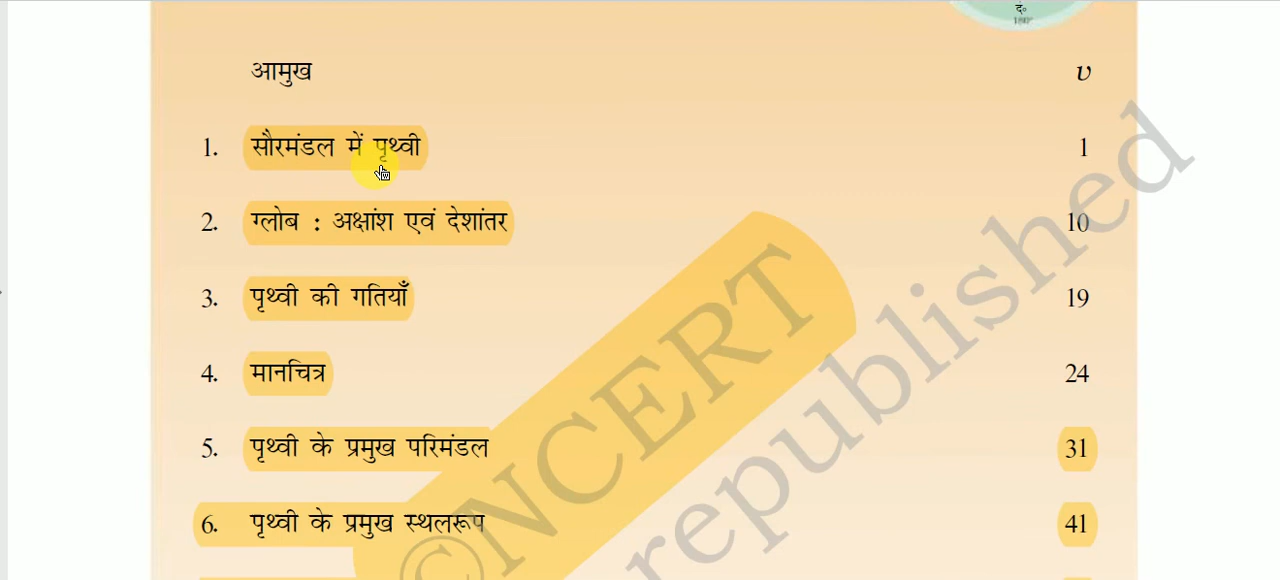 द॰
180°
आमुख v
1. सौरमंडल में पृथ्वी 1
2. ग्लोब : अक्षांश एवं देशांतर 10
3. पृथ्वी की गतियाँ 19
4. मानचित्र 24
5. पृथ्वी के प्रमुख परिमंडल 31
6. पृथ्वी के प्रमुख स्थलरूप 41
©NCERT
republished